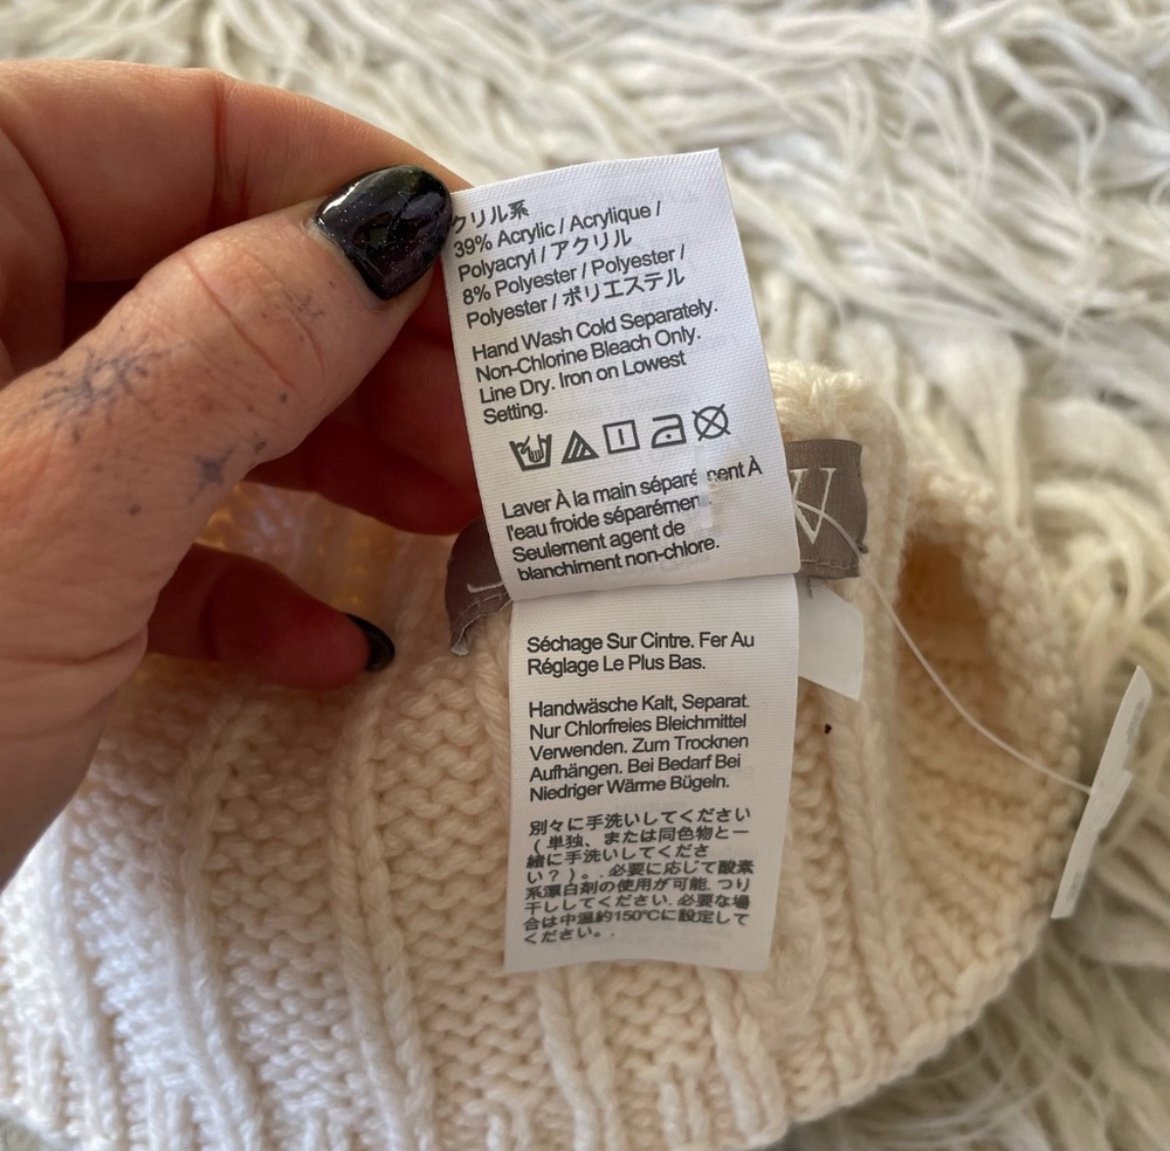 クリル系
39% Acrylic / Acrylique /
Polyacryl / アクリル
8% Polyester / Polyester /
Polyester / ポリエステル
Hand Wash Cold Separately.
Non-Chlorine Bleach Only.
Line Dry. Iron on Lowest
Setting.
Laver À la main séparé ent À
l'eau froide séparémen
Seulement agent de
blanchiment non-chlore.
Séchage Sur Cintre. Fer Au
Réglage Le Plus Bas.
Handwäsche Kalt, Separat.
Nur Chlorfreies Bleichmittel
Verwenden. Zum Trocknen
Aufhängen. Bei Bedarf Bei
Niedriger Wärme Bügeln.
別々に手洗いしてください
(単独、または同色物と一
緒に手洗いしてくださ
い?)。. 必要に応じて酸素
系漂白剤の使用が可能. つり
干ししてください. 必要な場
合は中温約150℃に設定して
ください。.